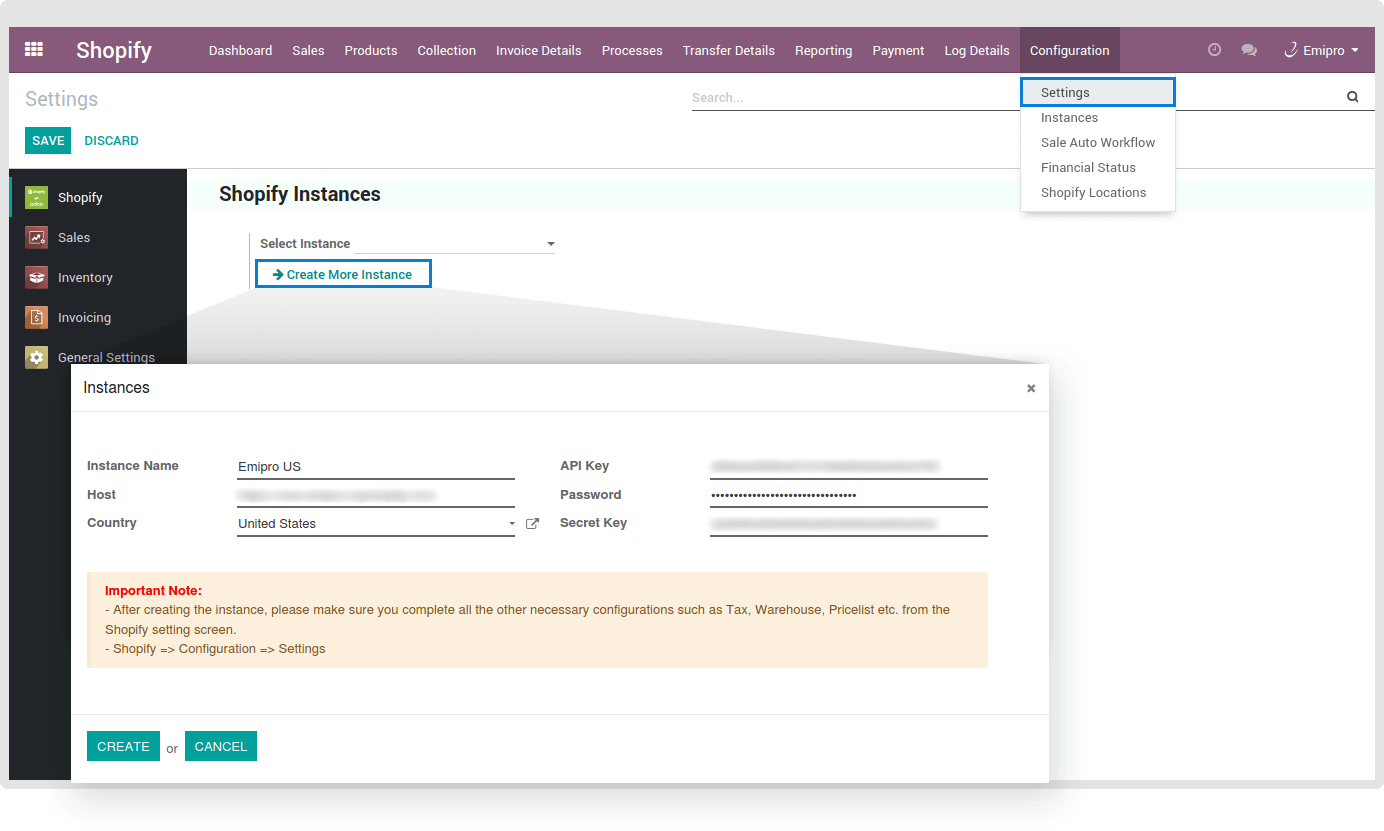 Shopify
Dashboard Sales Products Collection Invoice Details Processes Transfer Details Reporting Payment Log Details Configuration Emipro
Settings
Search...
Settings
Instances
Sale Auto Workflow
Financial Status
Shopify Locations
SAVE DISCARD
Shopify
Sales
Inventory
Invoicing
General Settings
Shopify Instances
Select Instance
Create More Instance
Instances
×
Instance Name Emipro US
Host
Country United States
API Key
Password ••••••••••••••••••••••••••••••••
Secret Key
Important Note:
- After creating the instance, please make sure you complete all the other necessary configurations such as Tax, Warehouse, Pricelist etc. from the
Shopify setting screen.
- Shopify => Configuration => Settings
CREATE or CANCEL